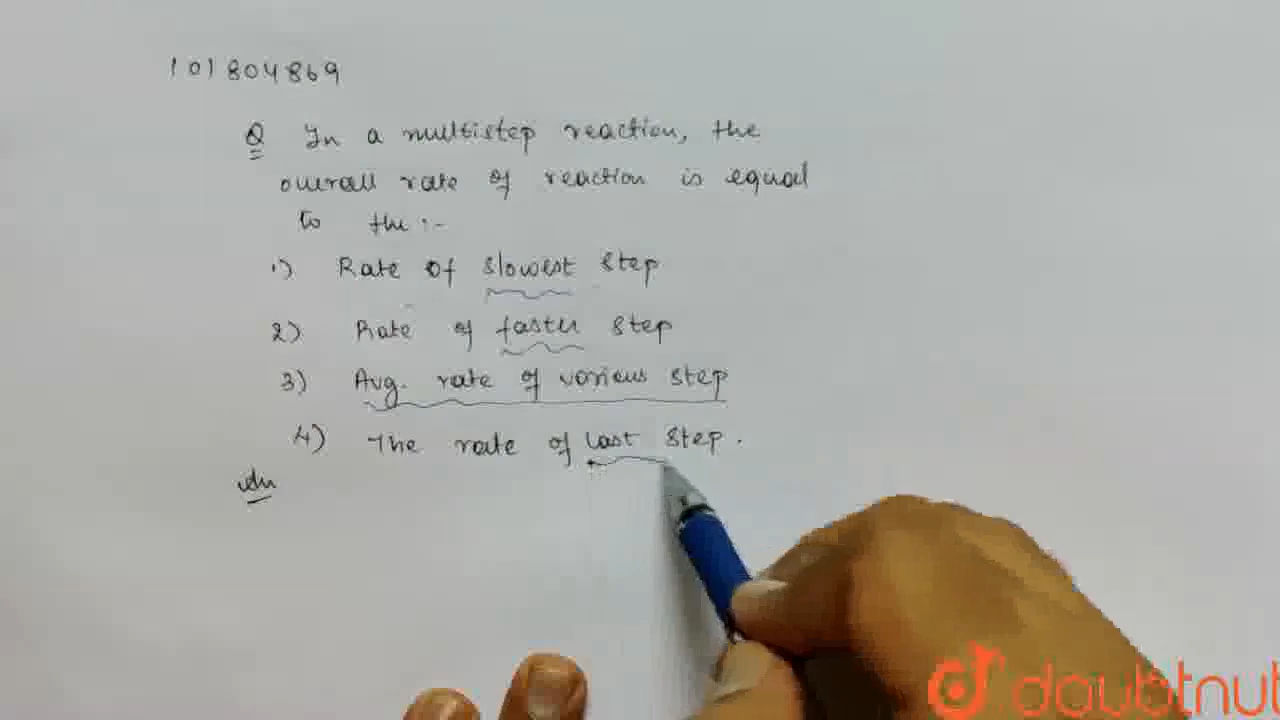 101804869
Q In a multistep reaction, the
overall rate of reaction is equal
to the :-
1) Rate of slowest step
2) Rate of faster step
3) Avg. rate of various step
4) The rate of last step.
Ans
doubtnut